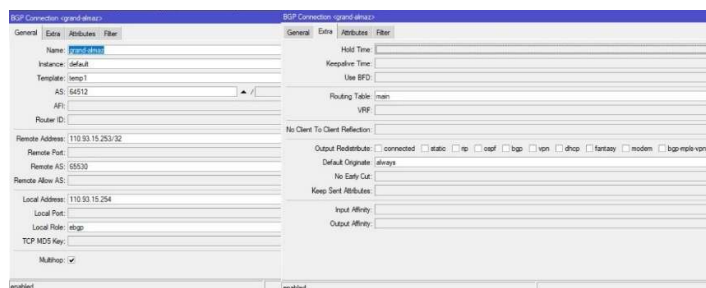 BGP Connection <grand-almaz>
General Extra Attributes Filter
Name: grand-almaz
Instance: default
Template: temp1
AS: 64512 /
AFI:
Router ID:
Remote Address: 110.93.15.253/32
Remote Port:
Remote AS: 65530
Remote Allow AS:
Local Address: 110.93.15.254
Local Port:
Local Role: ebgp
TCP MD5 Key:
Multihop:
enabled
BGP Connection <grand-almaz>
General Extra Attributes Filter
Hold Time:
Keepalive Time:
Use BFD:
Routing Table: main
VRF:
No Client To Client Reflection:
Output Redistribute: connected static rip ospf bgp vpn dhcp fantasy modem bgp-mpls-vpn
Default Originate: always
No Early Cut:
Keep Sent Attributes:
Input Affinity:
Output Affinity:
enabled